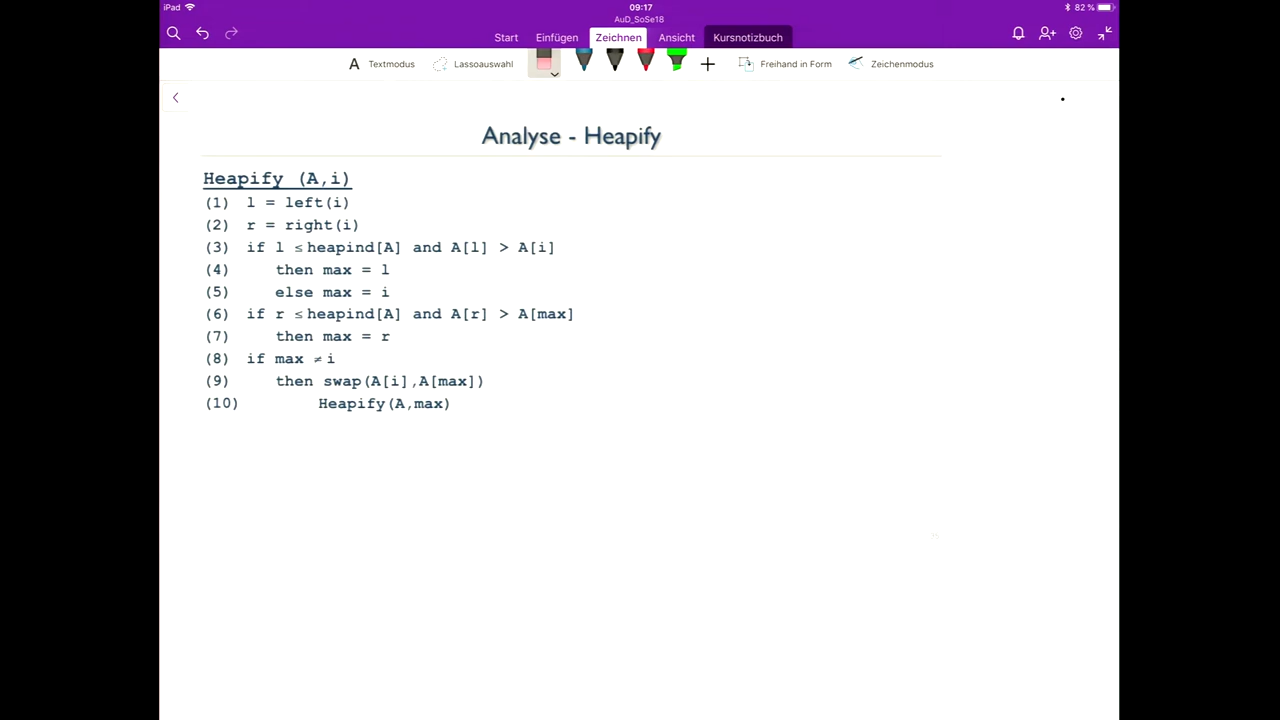 iPad 09:17 82 %
AuD_SoSe18
Start Einfügen Zeichnen Ansicht Kursnotizbuch
A Textmodus Lassoauswahl Freihand in Form Zeichenmodus
Analyse - Heapify
Heapify (A,i)
(1) l = left(i)
(2) r = right(i)
(3) if l ≤ heapind[A] and A[l] > A[i]
(4) then max = l
(5) else max = i
(6) if r ≤ heapind[A] and A[r] > A[max]
(7) then max = r
(8) if max ≠ i
(9) then swap(A[i],A[max])
(10) Heapify(A,max)